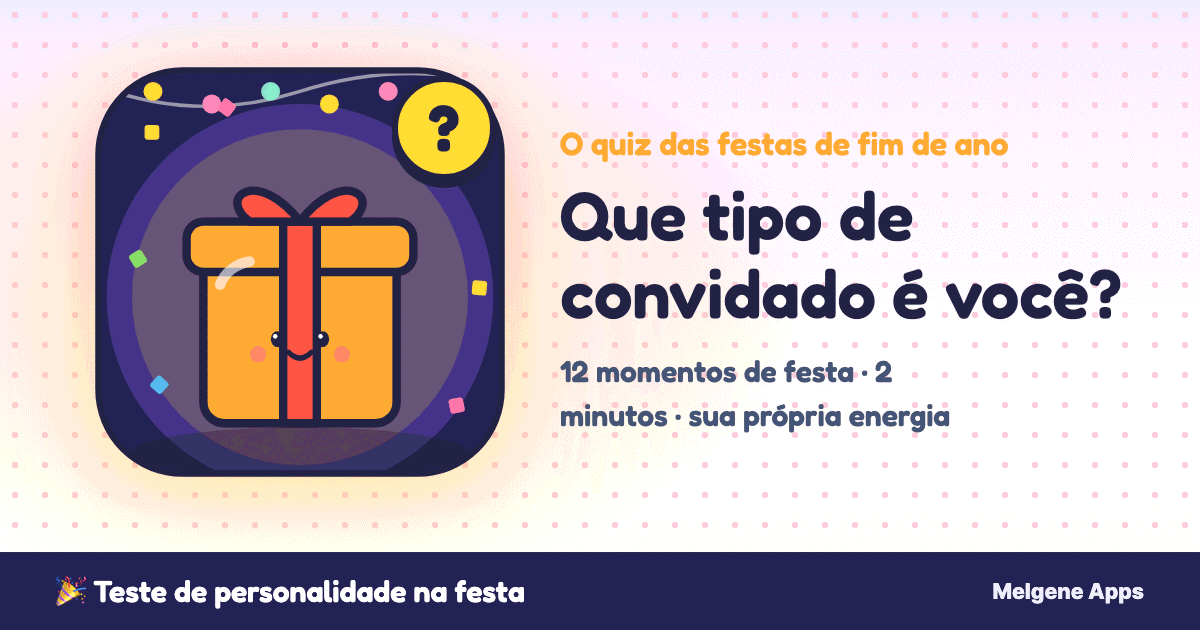 ?
O quiz das festas de fim de ano
Que tipo de
convidado é você?
12 momentos de festa · 2
minutos · sua própria energia
🎉 Teste de personalidade na festa
Melgene Apps